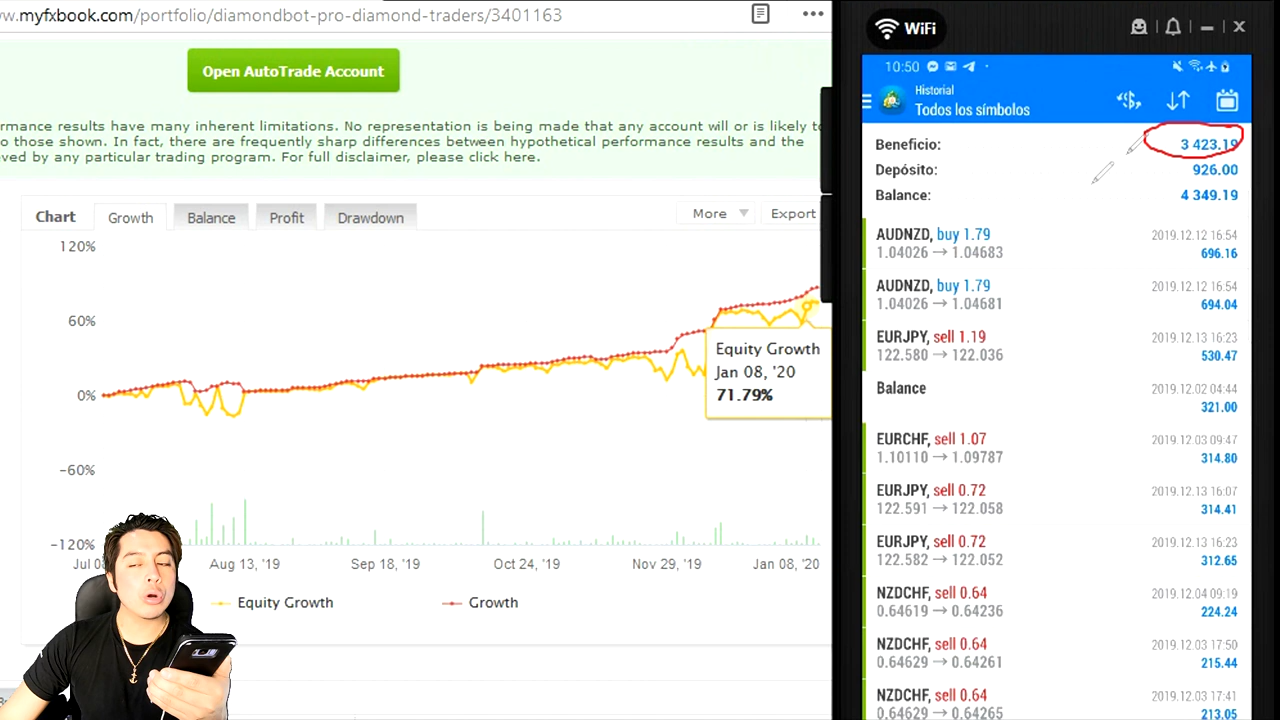 w.myfxbook.com/portfolio/diamondbot-pro-diamond-traders/3401163
Open AutoTrade Account
rmance results have many inherent limitations. No representation is being made that any account will or is likely to
o those shown. In fact, there are frequently sharp differences between hypothetical performance results and the
ved by any particular trading program. For full disclaimer, please click here.
Chart
Growth
Balance
Profit
Drawdown
More
Export
120%
60%
0%
-60%
-120%
Equity Growth
Jan 08, '20
71.79%
Jul 0
Aug 13, '19
Sep 18, '19
Oct 24, '19
Nov 29, '19
Jan 08, '20
Equity Growth
Growth
WiFi
10:50
Historial
Todos los símbolos
Beneficio: 3 423.19
Depósito: 926.00
Balance: 4 349.19
AUDNZD, buy 1.79 2019.12.12 16:54
1.04026 → 1.04683 696.16
AUDNZD, buy 1.79 2019.12.12 16:54
1.04026 → 1.04681 694.04
EURJPY, sell 1.19 2019.12.13 16:23
122.580 → 122.036 530.47
Balance 2019.12.02 04:44
321.00
EURCHF, sell 1.07 2019.12.03 09:47
1.10110 → 1.09787 314.80
EURJPY, sell 0.72 2019.12.13 16:07
122.591 → 122.058 314.41
EURJPY, sell 0.72 2019.12.13 16:23
122.582 → 122.052 312.65
NZDCHF, sell 0.64 2019.12.04 09:19
0.64619 → 0.64236 224.24
NZDCHF, sell 0.64 2019.12.03 17:50
0.64629 → 0.64261 215.44
NZDCHF, sell 0.64 2019.12.03 17:41
0.64629 → 0.64265 213.05